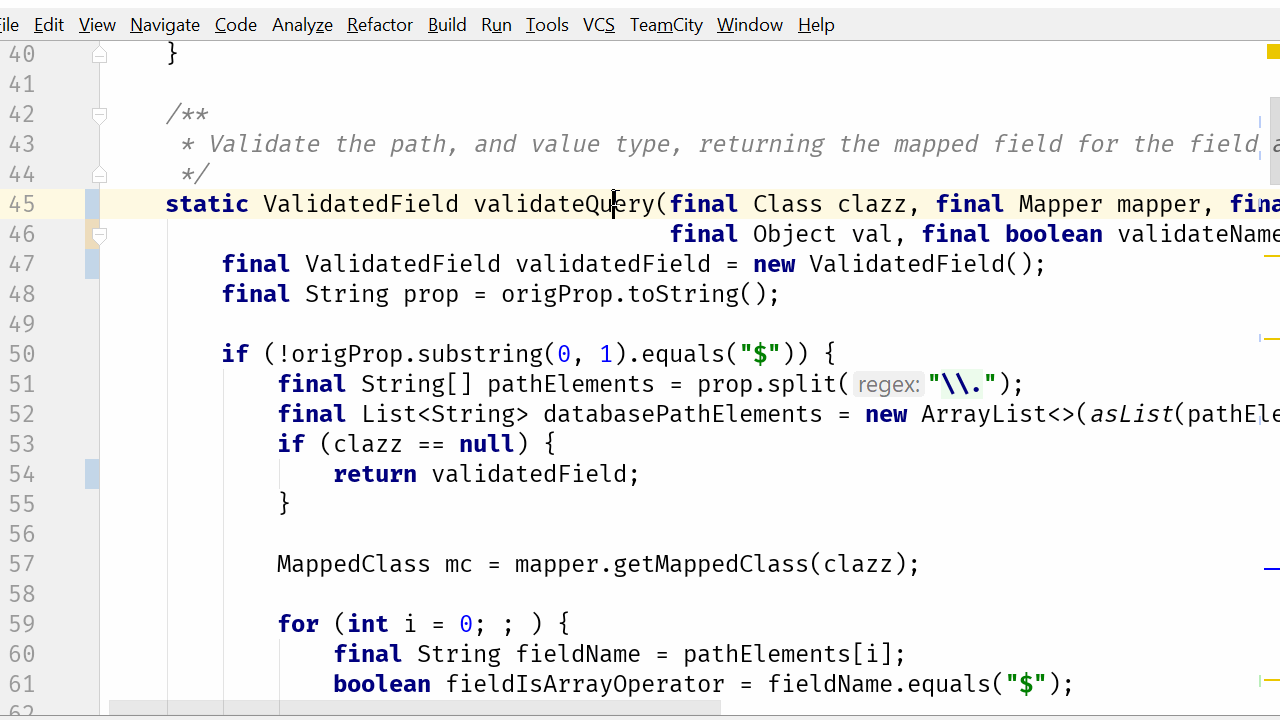 ile Edit View Navigate Code Analyze Refactor Build Run Tools VCS TeamCity Window Help
40 }
41
42 /**
43 * Validate the path, and value type, returning the mapped field for the field a
44 */
45 static ValidatedField validateQuery(final Class clazz, final Mapper mapper, fina
46 final Object val, final boolean validateName
47 final ValidatedField validatedField = new ValidatedField();
48 final String prop = origProp.toString();
49
50 if (!origProp.substring(0, 1).equals("$")) {
51 final String[] pathElements = prop.split( regex: "\\.");
52 final List<String> databasePathElements = new ArrayList<>(asList(pathEle
53 if (clazz == null) {
54 return validatedField;
55 }
56
57 MappedClass mc = mapper.getMappedClass(clazz);
58
59 for (int i = 0; ; ) {
60 final String fieldName = pathElements[i];
61 boolean fieldIsArrayOperator = fieldName.equals("$");
62